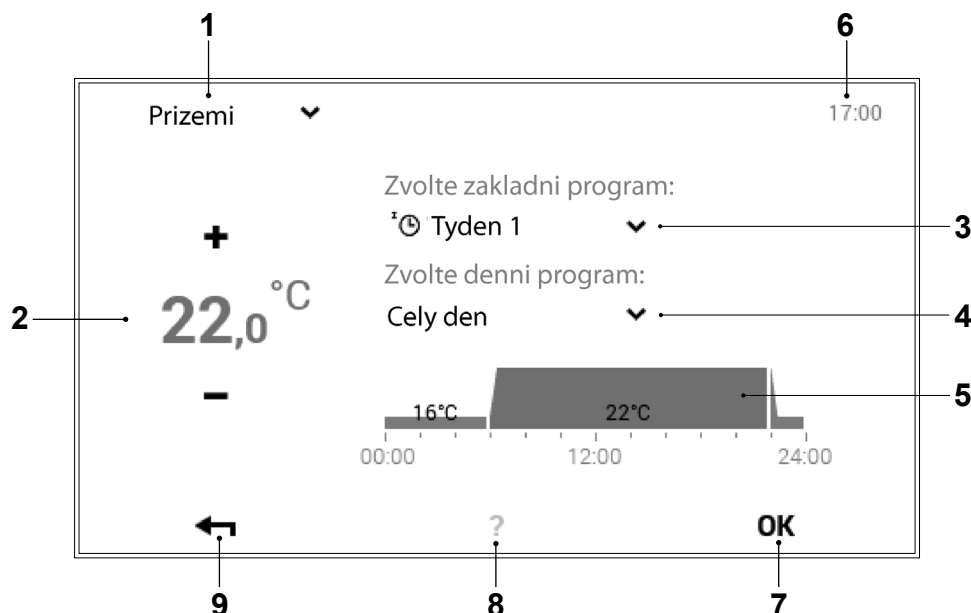 1
6
Prizemi
17:00
Zvolte zakladni program:
I Tyden 1
3
Zvolte denni program:
2
22,0 °C
Cely den
4
5
16°C
22°C
00:00
12:00
24:00
?
OK
9
8
7